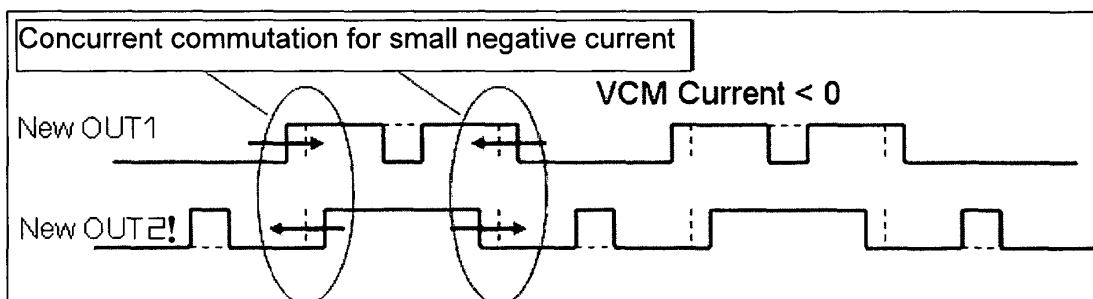 Concurrent commutation for small negative current
VCM Current < 0
New OUT1
New OUT2!